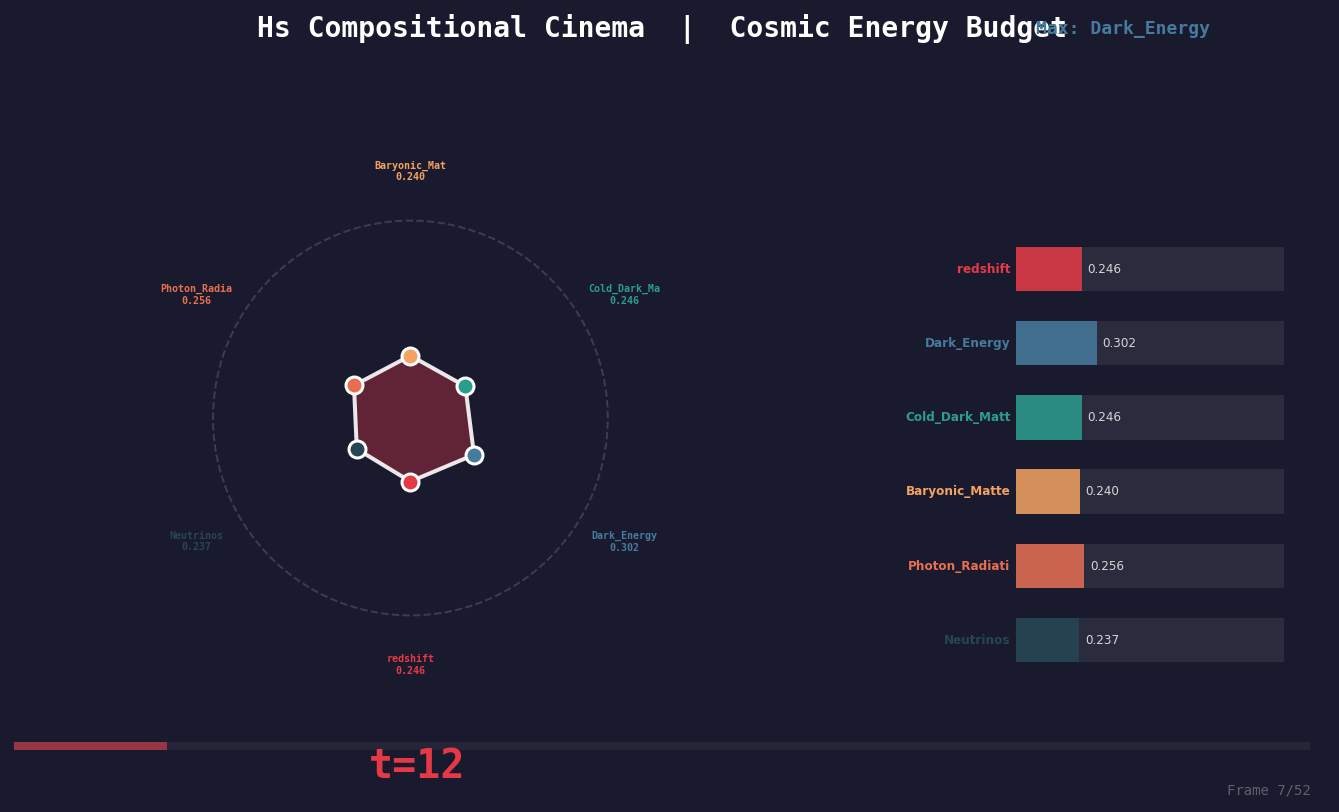 Hs Compositional Cinema | Cosmic Energy Budget
Max: Dark_Energy
Baryonic_Mat
0.240
Photon_Radia
0.256
Cold_Dark_Ma
0.246
Neutrinos
0.237
Dark_Energy
0.302
redshift
0.246
redshift 0.246
Dark_Energy 0.302
Cold_Dark_Matt 0.246
Baryonic_Matte 0.240
Photon_Radiati 0.256
Neutrinos 0.237
t=12
Frame 7/52